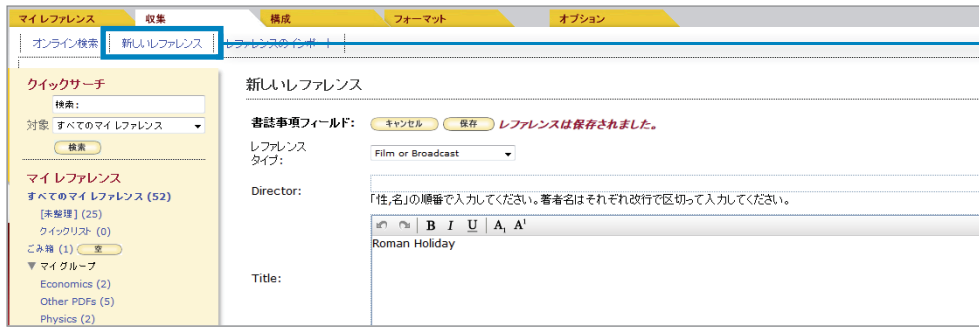 マイレファレンス 収集 構成 フォーマット オプション
オンライン検索 新しいレファレンス レファレンスのインポート
クイックサーチ
検索:
対象 すべてのマイレファレンス
検索
マイ レファレンス
すべてのマイ レファレンス (52)
[未整理] (25)
クイックリスト (0)
ごみ箱 (1) 空
▼ マイグループ
Economics (2)
Other PDFs (5)
Physics (2)
新しいレファレンス
書誌事項フィールド: キャンセル 保存 レファレンスは保存されました。
レファレンス
タイプ: Film or Broadcast
Director:
「性,名」の順番で入力してください。著者名はそれぞれ改行で区切って入力してください。
B I U A₁ A¹
Roman Holiday
Title: